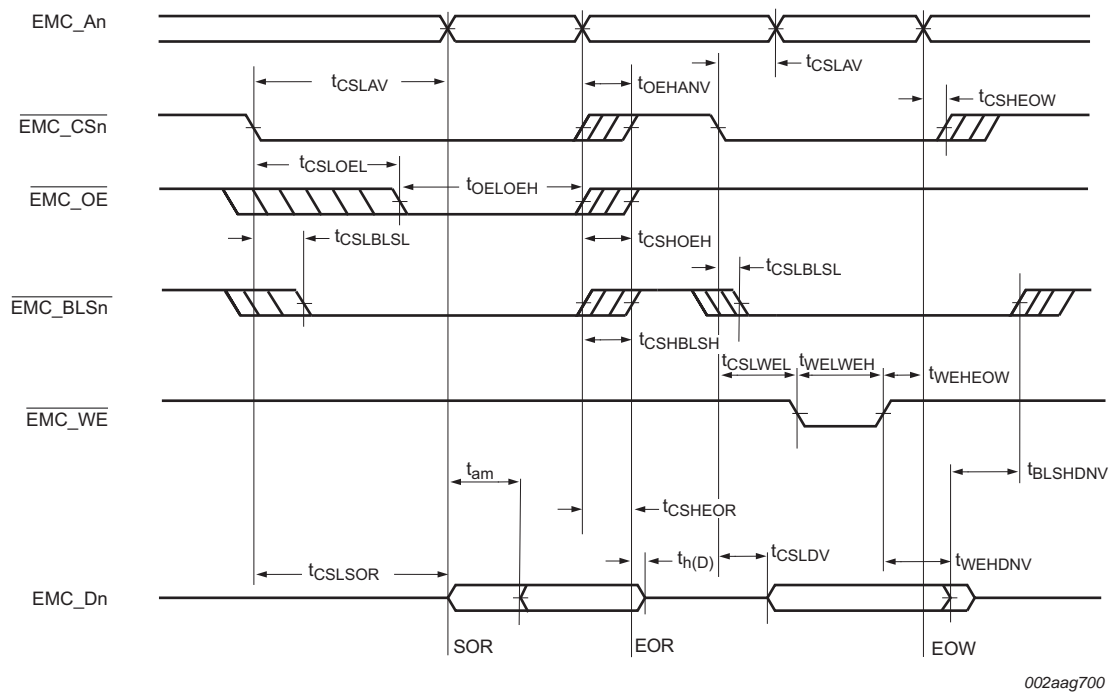 EMC_An
tCSLAV
tCSLAV
tOEHANV
tCSHEOW
EMC_CSn
tCSLOEL
tOELOEH
EMC_OE
tCSLBLSL
tCSHOEH
tCSLBLSL
EMC_BLSn
tCSHBLSH
tCSLWEL
tWELWEH
tWEHEOW
EMC_WE
tam
tBLSHDNV
tCSHEOR
th(D)
tCSLDV
tCSLSOR
tWEHDNV
EMC_Dn
SOR
EOR
EOW
002aag700